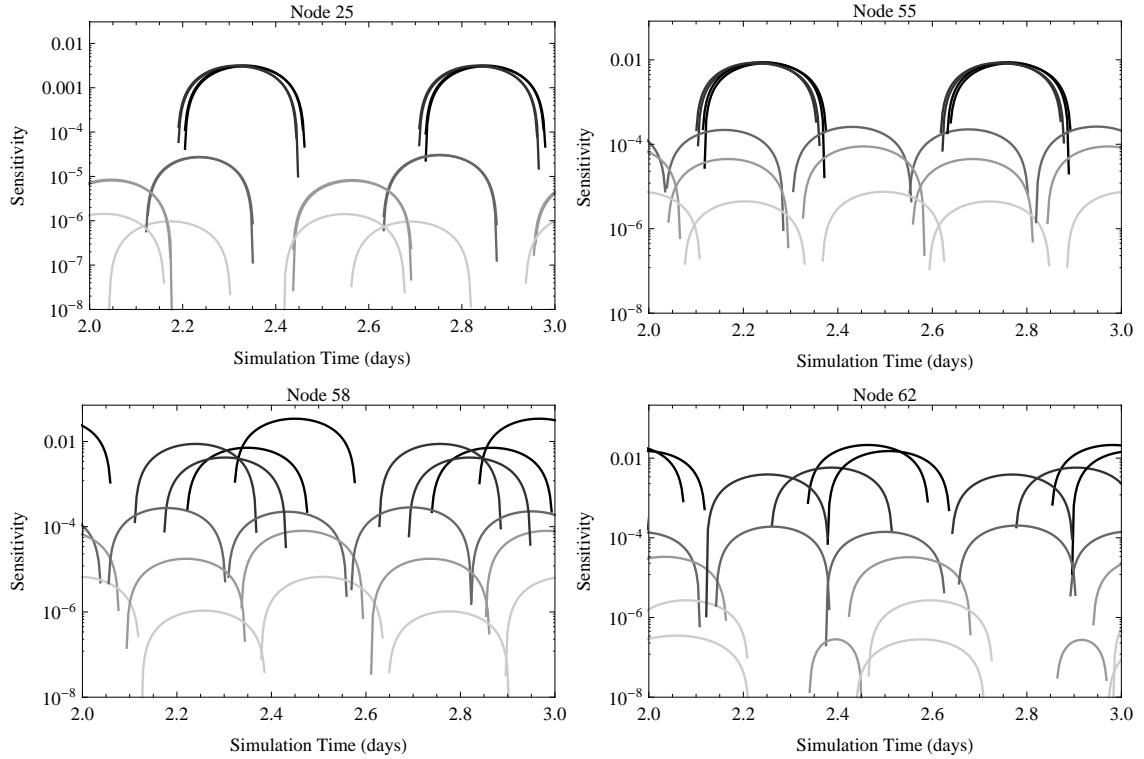 Node 25
Sensitivity
0.01
0.001
10⁻⁴
10⁻⁵
10⁻⁶
10⁻⁷
10⁻⁸
2.0 2.2 2.4 2.6 2.8 3.0
Simulation Time (days)
Node 55
Sensitivity
0.01
10⁻⁴
10⁻⁶
10⁻⁸
2.0 2.2 2.4 2.6 2.8 3.0
Simulation Time (days)
Node 58
Sensitivity
0.01
10⁻⁴
10⁻⁶
10⁻⁸
2.0 2.2 2.4 2.6 2.8 3.0
Simulation Time (days)
Node 62
Sensitivity
0.01
10⁻⁴
10⁻⁶
10⁻⁸
2.0 2.2 2.4 2.6 2.8 3.0
Simulation Time (days)